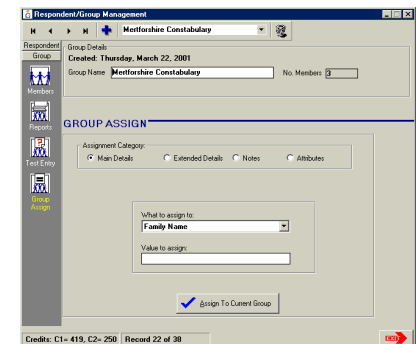 Respondent/Group Management
Mertforshire Constabulary
Respondent
Group
Members
Reports
Test Entry
Group
Assign
Group Details
Created: Thursday, March 22, 2001
Group Name Mertforshire Constabulary
No. Members 3
GROUP ASSIGN
Assignment Category:
Main Details Extended Details Notes Attributes
What to assign to:
Family Name
Value to assign:
Assign To Current Group
Credits: C1= 419, C2= 250 Record 22 of 38
EXIT